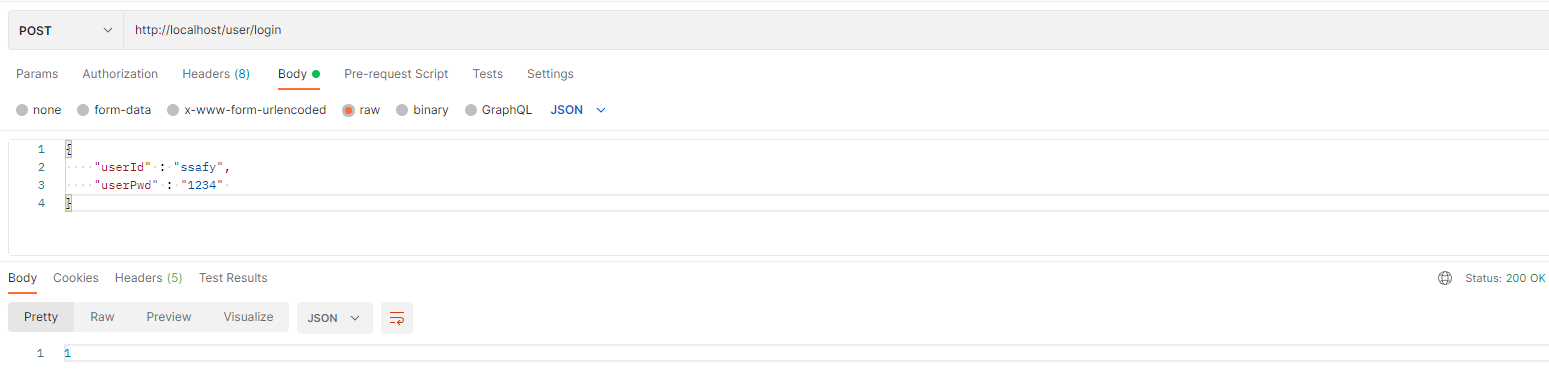 POST http://localhost/user/login
Params Authorization Headers (8) Body Pre-request Script Tests Settings
none form-data x-www-form-urlencoded raw binary GraphQL JSON
1 {
2 "userId" : "ssafy",
3 "userPwd" : "1234"
4 }
Body Cookies Headers (5) Test Results Status: 200 OK
Pretty Raw Preview Visualize JSON
1 1